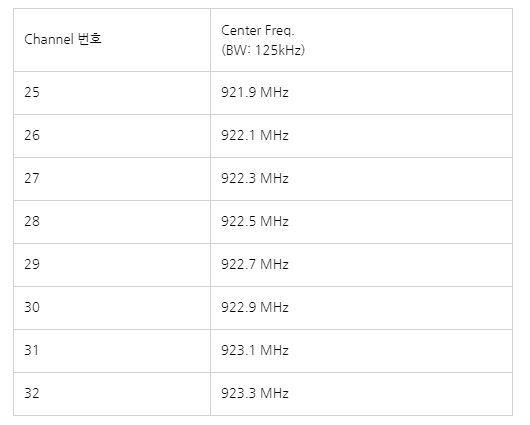 Channel 번호
Center Freq.
(BW: 125kHz)
25
921.9 MHz
26
922.1 MHz
27
922.3 MHz
28
922.5 MHz
29
922.7 MHz
30
922.9 MHz
31
923.1 MHz
32
923.3 MHz